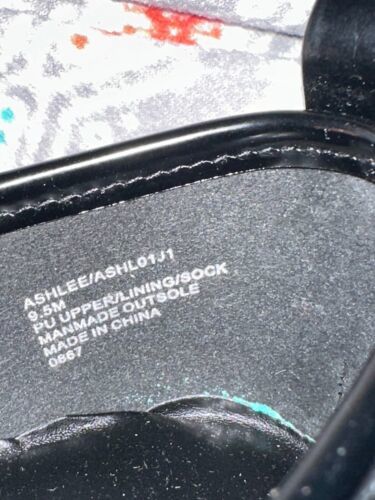 ASHLEE/ASHL01J1
9.5M
PU UPPER/LINING/SOCK
MANMADE OUTSOLE
MADE IN CHINA
0867